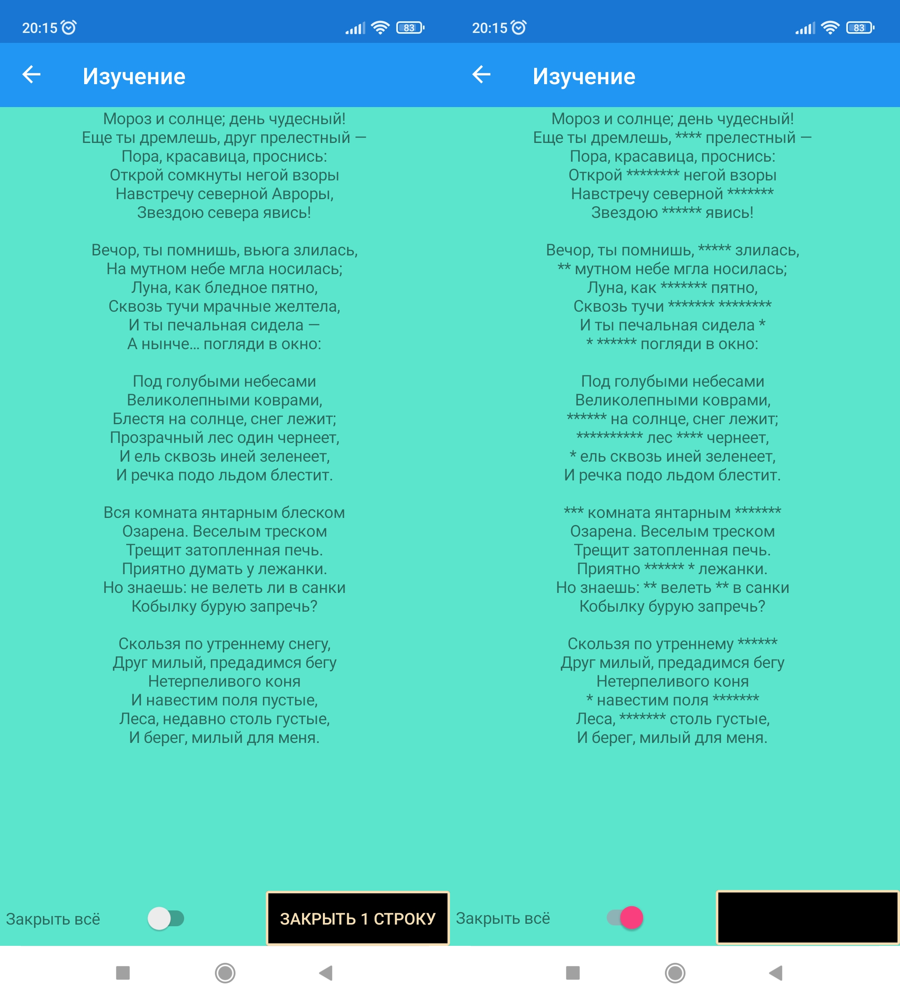 20:15
83
Изучение
Мороз и солнце; день чудесный!
Еще ты дремлешь, друг прелестный —
Пора, красавица, проснись:
Открой сомкнуты негой взоры
Навстречу северной Авроры,
Звездою севера явись!
Вечор, ты помнишь, вьюга злилась,
На мутном небе мгла носилась;
Луна, как бледное пятно,
Сквозь тучи мрачные желтела,
И ты печальная сидела —
А нынче... погляди в окно:
Под голубыми небесами
Великолепными коврами,
Блестя на солнце, снег лежит;
Прозрачный лес один чернеет,
И ель сквозь иней зеленеет,
И речка подо льдом блестит.
Вся комната янтарным блеском
Озарена. Веселым треском
Трещит затопленная печь.
Приятно думать у лежанки.
Но знаешь: не велеть ли в санки
Кобылку бурую запречь?
Скользя по утреннему снегу,
Друг милый, предадимся бегу
Нетерпеливого коня
И навестим поля пустые,
Леса, недавно столь густые,
И берег, милый для меня.
Закрыть всё
ЗАКРЫТЬ 1 СТРОКУ
20:15
83
Изучение
Мороз и солнце; день чудесный!
Еще ты дремлешь, **** прелестный —
Пора, красавица, проснись:
Открой ******** негой взоры
Навстречу северной *******
Звездою ****** явись!
Вечор, ты помнишь, ***** злилась,
** мутном небе мгла носилась;
Луна, как ******* пятно,
Сквозь тучи ******* ********
И ты печальная сидела *
* ****** погляди в окно:
Под голубыми небесами
Великолепными коврами,
****** на солнце, снег лежит;
********** лес **** чернеет,
* ель сквозь иней зеленеет,
И речка подо льдом блестит.
*** комната янтарным *******
Озарена. Веселым треском
Трещит затопленная печь.
Приятно ****** * лежанки.
Но знаешь: ** велеть ** в санки
Кобылку бурую запречь?
Скользя по утреннему ******
Друг милый, предадимся бегу
Нетерпеливого коня
* навестим поля *******
Леса, ******* столь густые,
И берег, милый для меня.
Закрыть всё